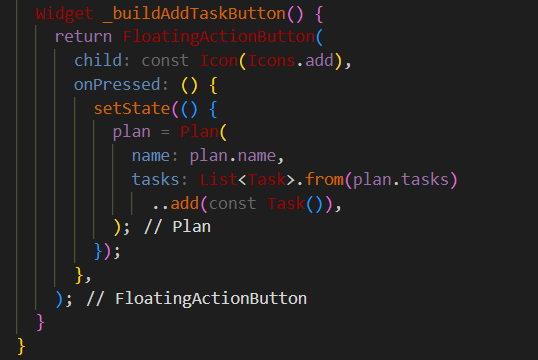 Widget _buildAddTaskButton() {
return FloatingActionButton(
child: const Icon(Icons.add),
onPressed: () {
setState(() {
plan = Plan(
name: plan.name,
tasks: List<Task>.from(plan.tasks)
..add(const Task()),
); // Plan
});
},
); // FloatingActionButton
}
}